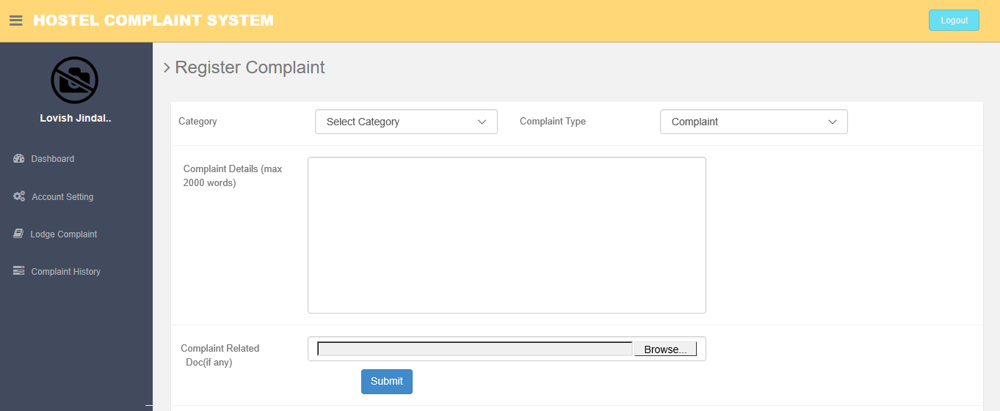 HOSTEL COMPLAINT SYSTEM
Logout
Lovish Jindal..
Dashboard
Account Setting
Lodge Complaint
Complaint History
Register Complaint
Category
Select Category
Complaint Type
Complaint
Complaint Details (max
2000 words)
Complaint Related
Doc(if any)
Browse...
Submit